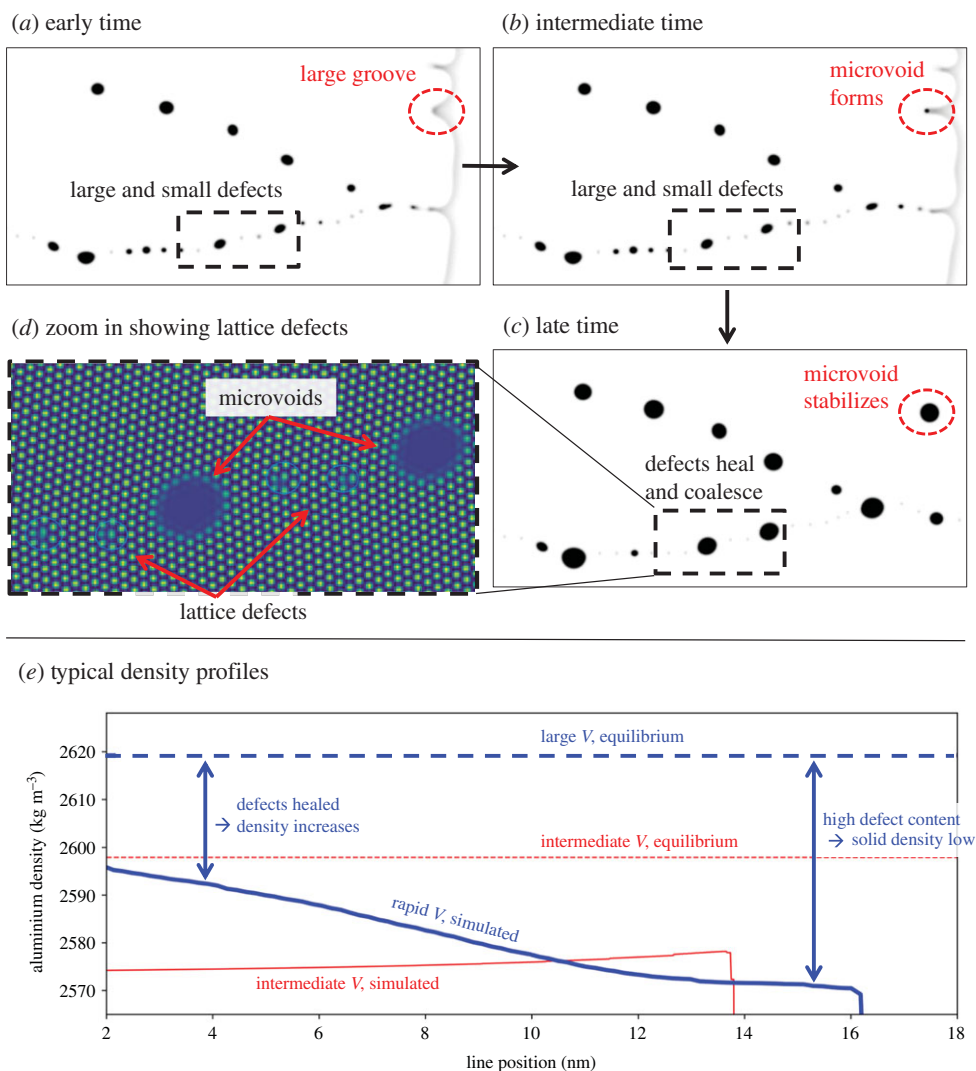 (a) early time
(b) intermediate time
large groove
microvoid
forms
large and small defects
large and small defects
(d) zoom in showing lattice defects
(c) late time
microvoids
microvoid
stabilizes
defects heal
and coalesce
lattice defects
(e) typical density profiles
aluminium density (kg m⁻³)
2620
2610
2600
2590
2580
2570
large V, equilibrium
defects healed
→ density increases
high defect content
→ solid density low
intermediate V, equilibrium
rapid V, simulated
intermediate V, simulated
2
4
6
8
10
12
14
16
18
line position (nm)